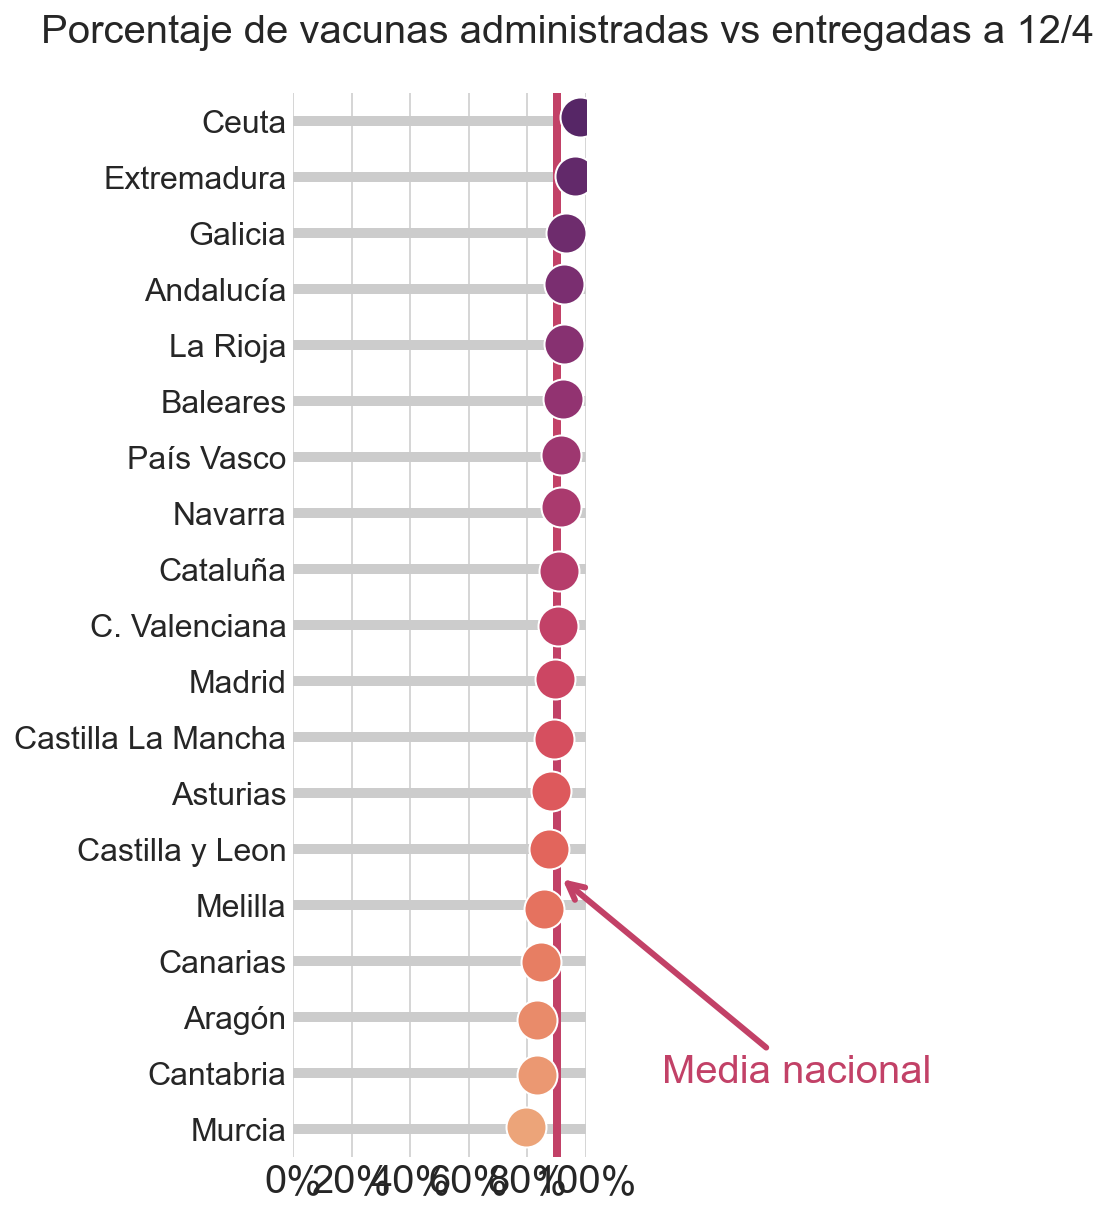 Porcentaje de vacunas administradas vs entregadas a 12/4
Ceuta
Extremadura
Galicia
Andalucía
La Rioja
Baleares
País Vasco
Navarra
Cataluña
C. Valenciana
Madrid
Castilla La Mancha
Asturias
Castilla y Leon
Melilla
Canarias
Aragón
Cantabria
Murcia
Media nacional
0% 20% 40% 60% 80% 100%